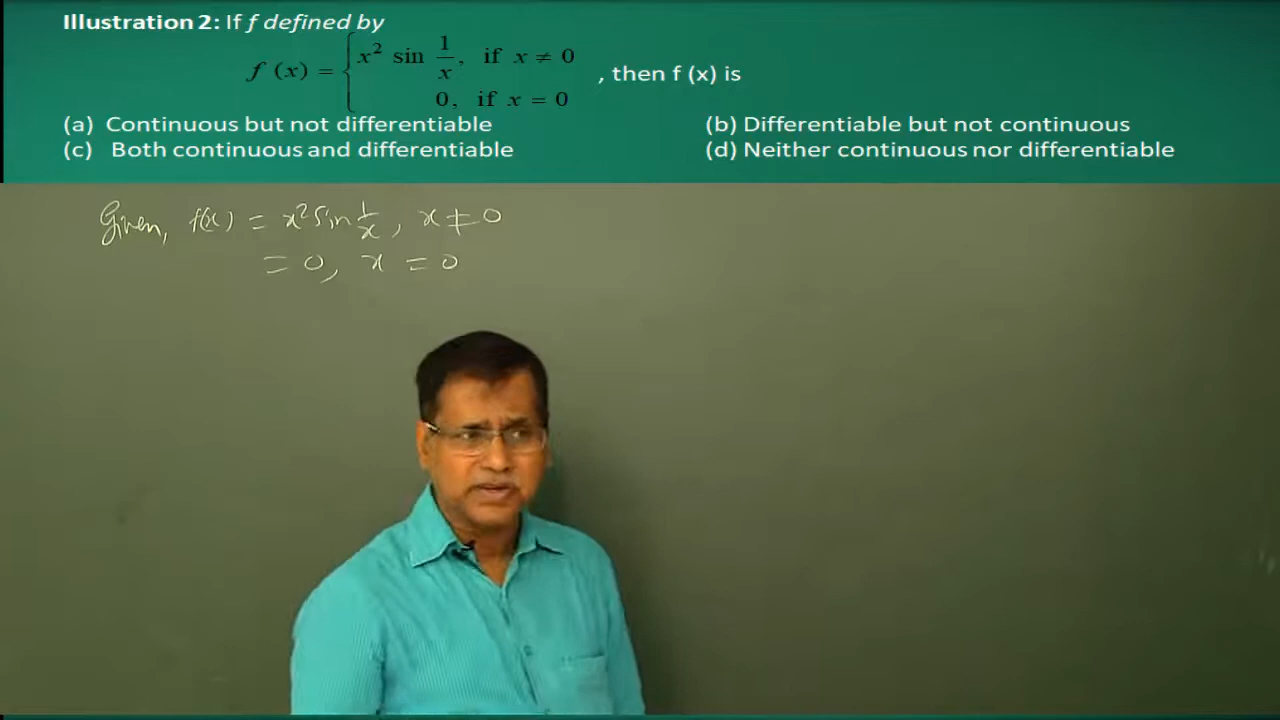 Illustration 2: If f defined by
f (x) = { x² sin 1/x, if x ≠ 0
0, if x = 0
, then f (x) is
(a) Continuous but not differentiable
(b) Differentiable but not continuous
(c) Both continuous and differentiable
(d) Neither continuous nor differentiable
Given, f(x) = x² sin 1/x, x ≠ 0
= 0, x = 0